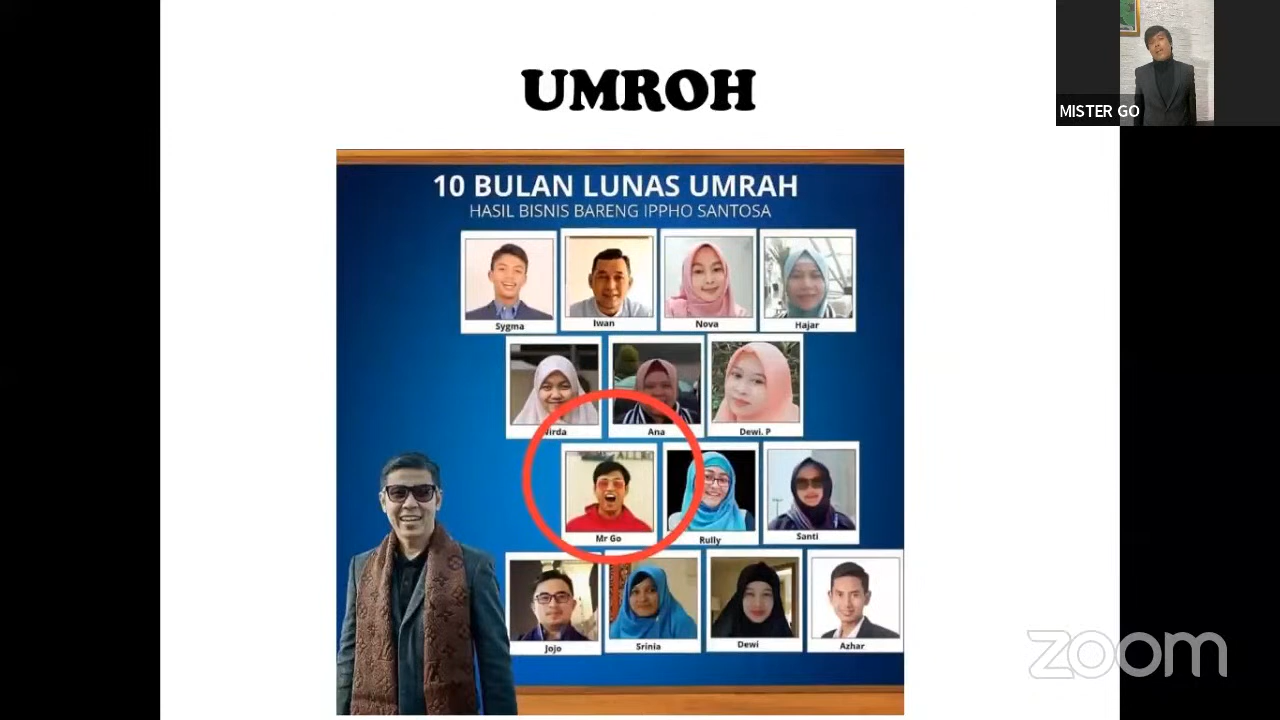 UMROH
MISTER GO
10 BULAN LUNAS UMRAH
HASIL BISNIS BARENG IPPHO SANTOSA
Sygma
Iwan
Nova
Hajar
Ana
Dewi. P
Mr Go
Rully
Santi
Jojo
Srinia
Dewi
Azhar
zoom